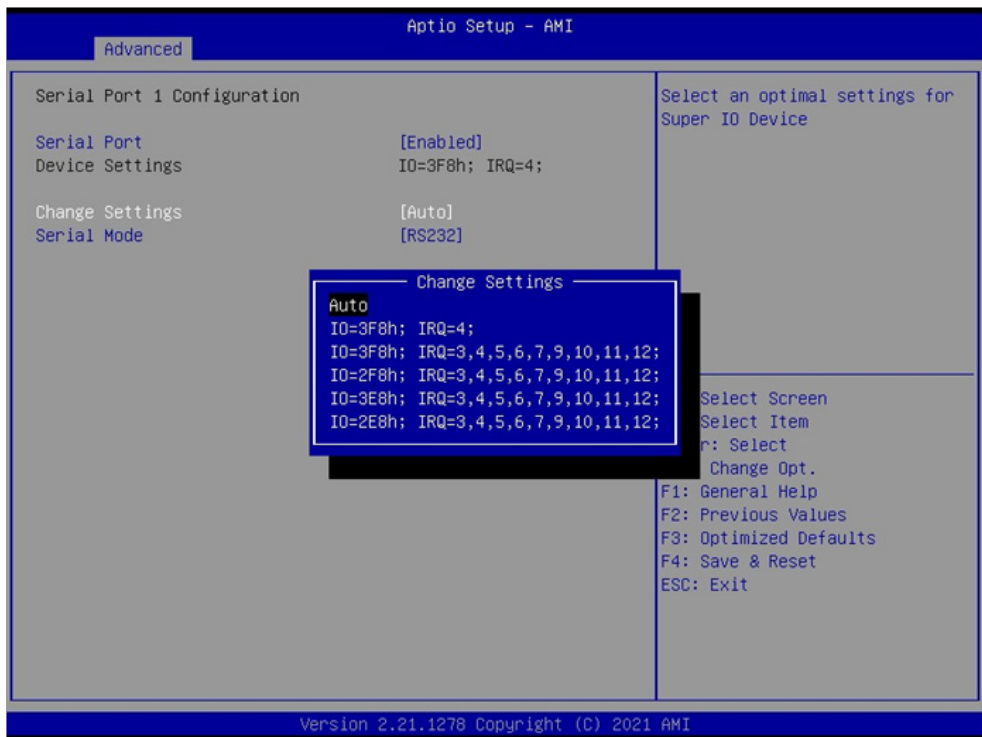 Aptio Setup - AMI
Advanced
Serial Port 1 Configuration
Serial Port [Enabled]
Device Settings IO=3F8h; IRQ=4;
Change Settings [Auto]
Serial Mode [RS232]
Select an optimal settings for
Super IO Device
Change Settings
Auto
IO=3F8h; IRQ=4;
IO=3F8h; IRQ=3,4,5,6,7,9,10,11,12;
IO=2F8h; IRQ=3,4,5,6,7,9,10,11,12;
IO=3E8h; IRQ=3,4,5,6,7,9,10,11,12;
IO=2E8h; IRQ=3,4,5,6,7,9,10,11,12;
Select Screen
Select Item
r: Select
Change Opt.
F1: General Help
F2: Previous Values
F3: Optimized Defaults
F4: Save & Reset
ESC: Exit
Version 2.21.1278 Copyright (C) 2021 AMI